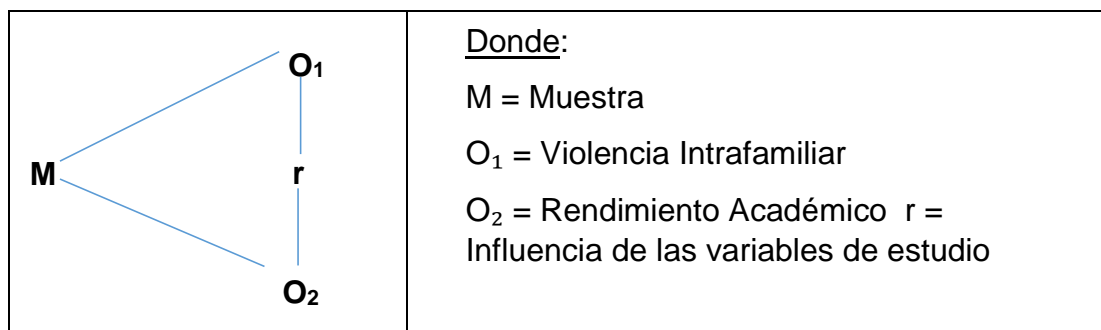 O₁
M
r
O₂
Donde:
M = Muestra
O₁ = Violencia Intrafamiliar
O₂ = Rendimiento Académico  r =
Influencia de las variables de estudio